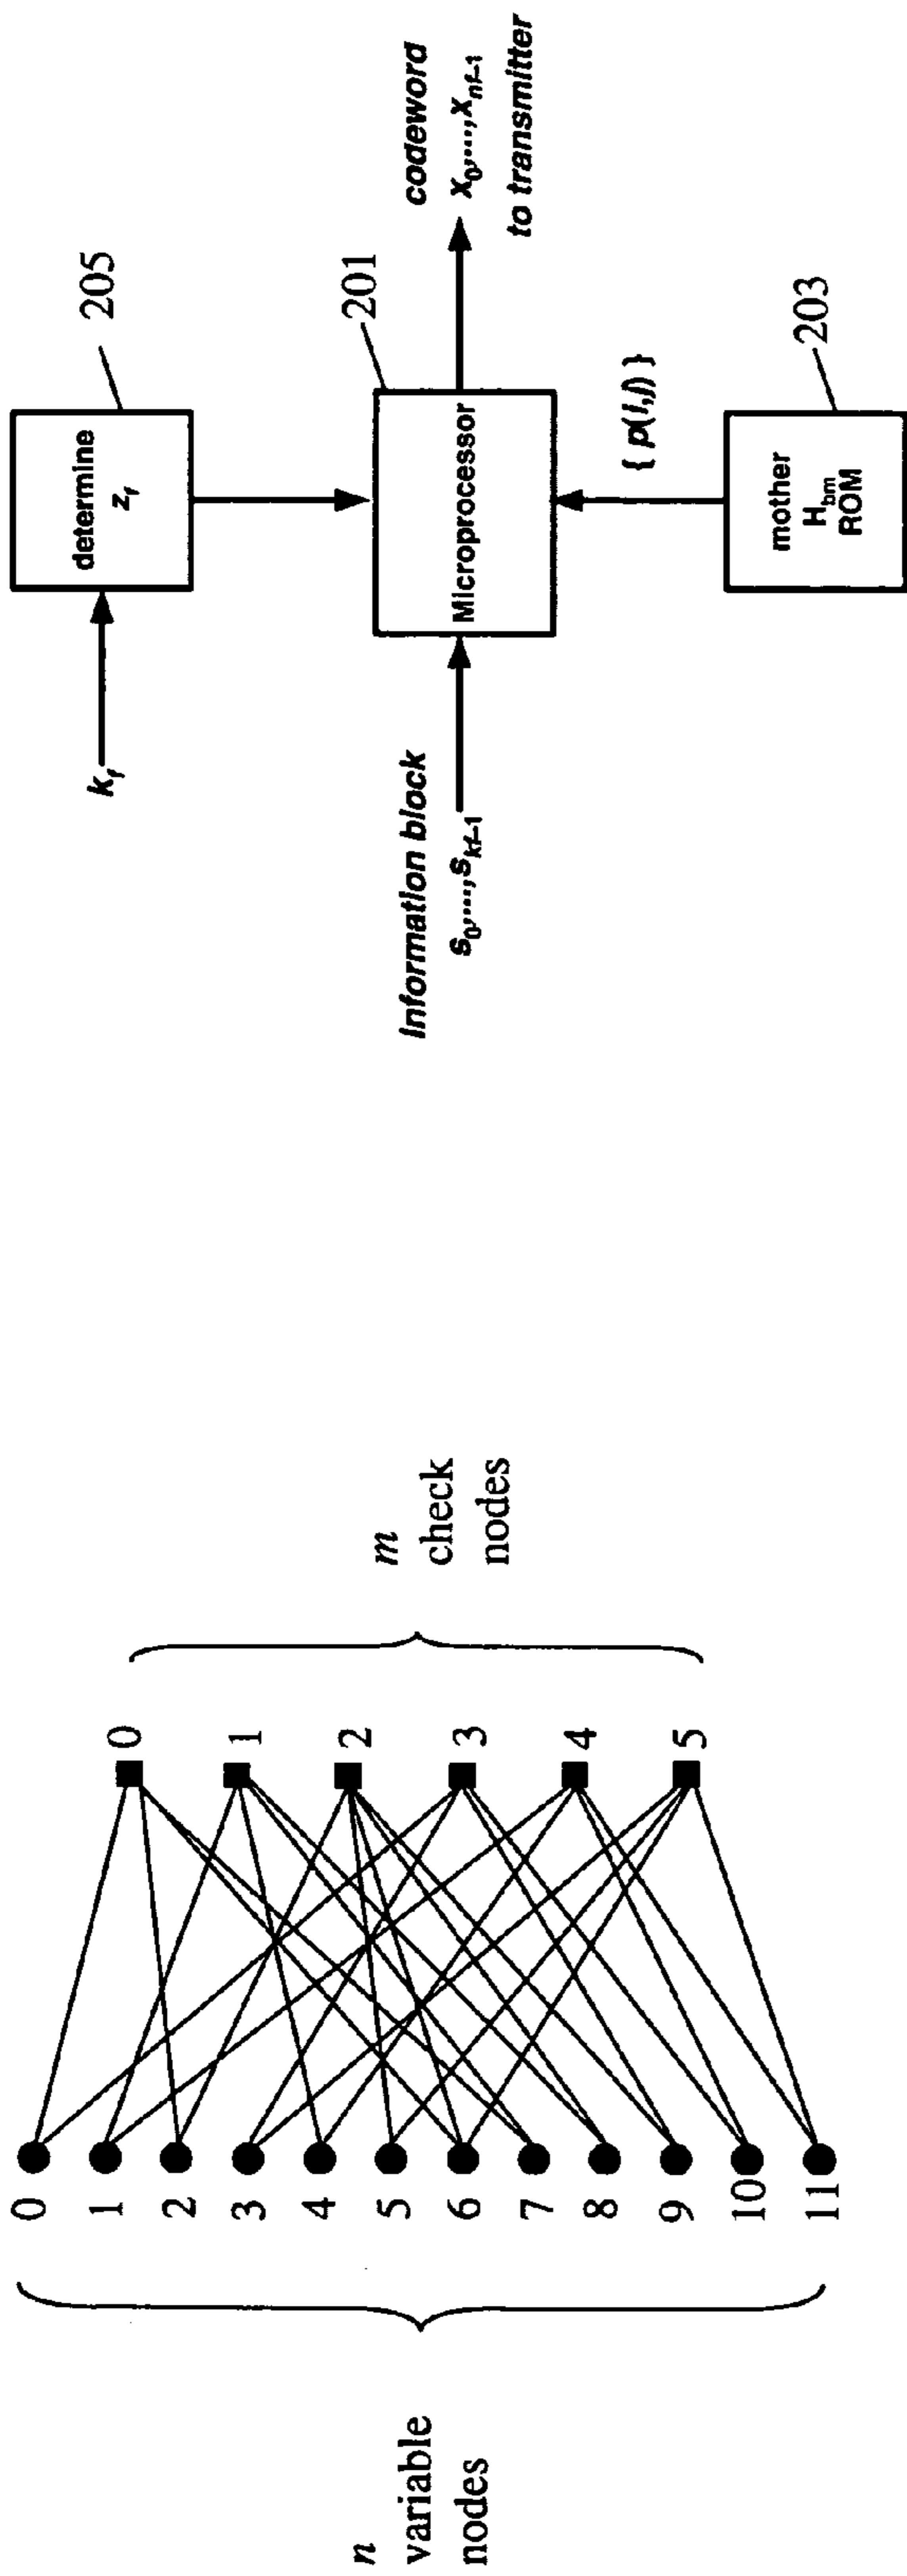 n
variable
nodes
0
1
2
3
4
5
6
7
8
9
10
11
0
1
2
3
4
5
m
check
nodes
k_f
determine
z_f
205
Information block
s_0,...,s_kf-1
Microprocessor
201
codeword
x_0,...,x_nf-1
to transmitter
{ p(i,j) }
mother
H_bm
ROM
203